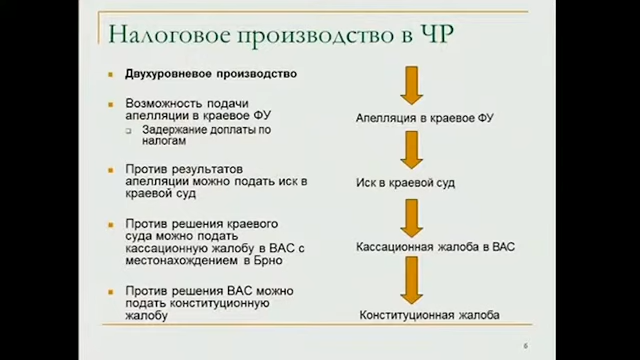 Налоговое производство в ЧР
Двухуровневое производство
Возможность подачи
апелляции в краевое ФУ
Задержание доплаты по
налогам
Против результатов
апелляции можно подать иск в
краевой суд
Против решения краевого
суда можно подать
кассационную жалобу в ВАС с
местонахождением в Брно
Против решения ВАС можно
подать конституционную
жалобу
Апелляция в краевое ФУ
Иск в краевой суд
Кассационная жалоба в ВАС
Конституционная жалоба
6